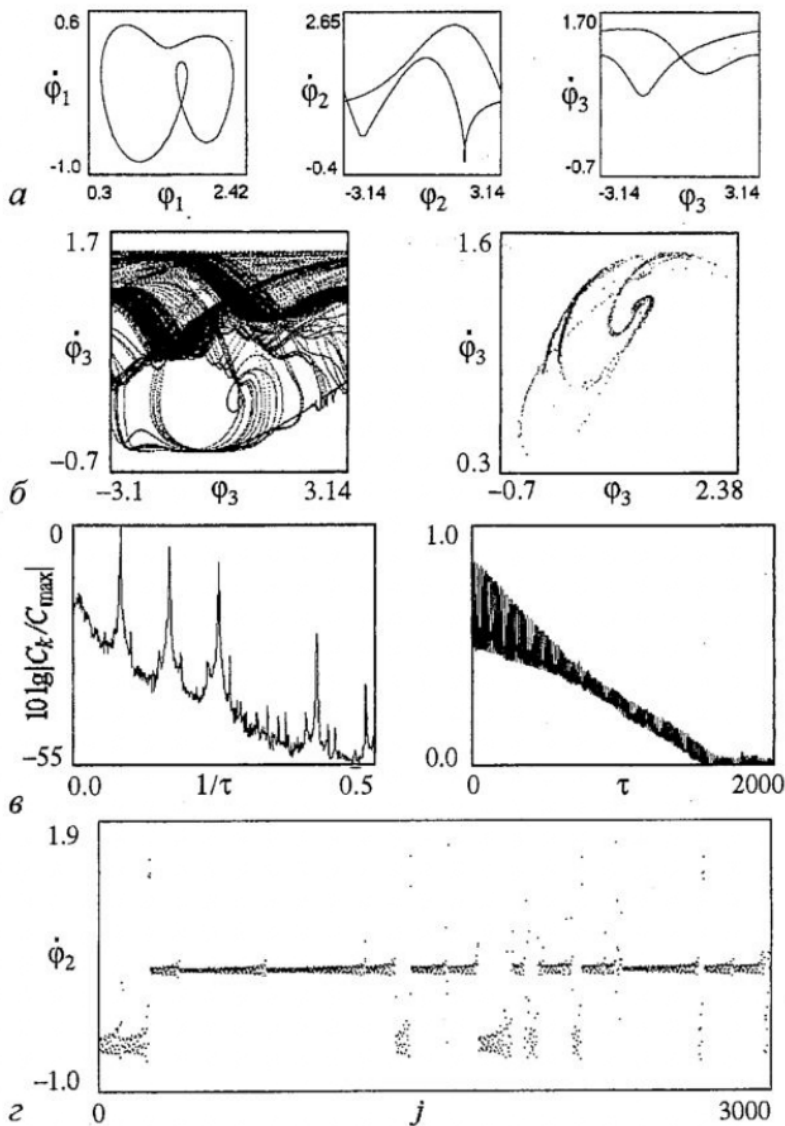 0.6 2.65 1.70
φ̇₁ φ̇₂ φ̇₃
-1.0 -0.4 -0.7
0.3 φ₁ 2.42 -3.14 φ₂ 3.14 -3.14 φ₃ 3.14
а
1.7 1.6
φ̇₃ φ̇₃
−0.7 0.3
б −3.1 φ₃ 3.14 −0.7 φ₃ 2.38
0 1.0
10 lg|Cₖ/Cmax|
−55 0.0
0.0 1/τ 0.5 0 τ 2000
в
1.9
φ̇₂
−1.0
г 0 j 3000